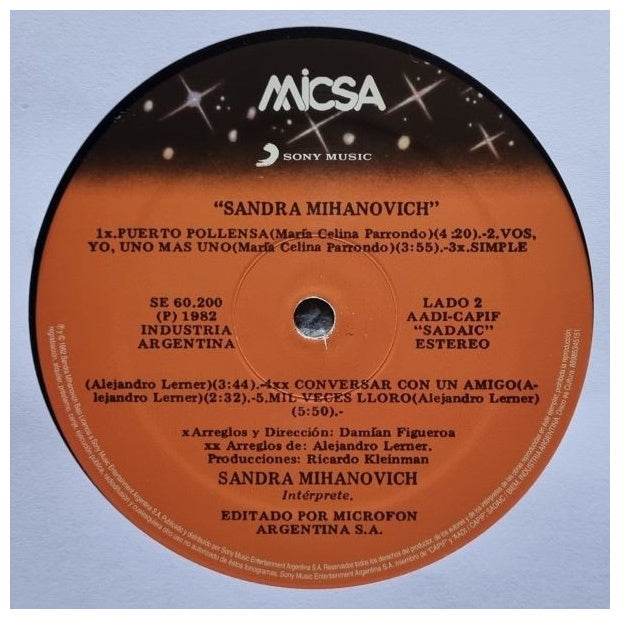 MICSA
SONY MUSIC
"SANDRA MIHANOVICH"
1x.PUERTO POLLENSA(María Celina Parrondo)(4:20).-2.VOS,
YO, UNO MAS UNO(María Celina Parrondo)(3:55).-3x.SIMPLE
SE 60.200
(P) 1982
INDUSTRIA
ARGENTINA
LADO 2
AADI-CAPIF
"SADAIC"
ESTEREO
(Alejandro Lerner)(3:44).-4xx CONVERSAR CON UN AMIGO(A-
lejandro Lerner)(2:32).-5.MIL VECES LLORO(Alejandro Lerner)
(5:50).-
x Arreglos y Dirección: Damían Figueroa
xx Arreglos de: Alejandro Lerner.
Producciones: Ricardo Kleinman
SANDRA MIHANOVICH
Intérprete.
EDITADO POR MICROFON
ARGENTINA S.A.